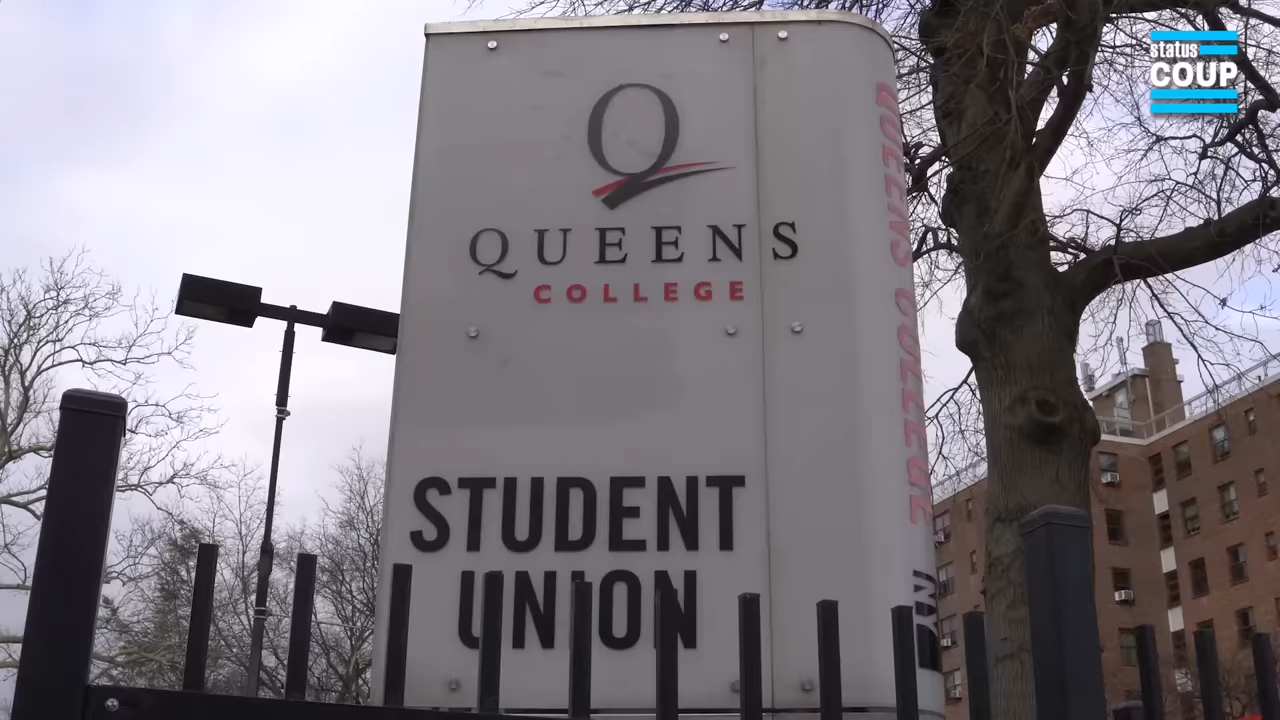 status
COUP
Q
QUEENS
COLLEGE
QUEENS COLLEGE
STUDENT
UNION